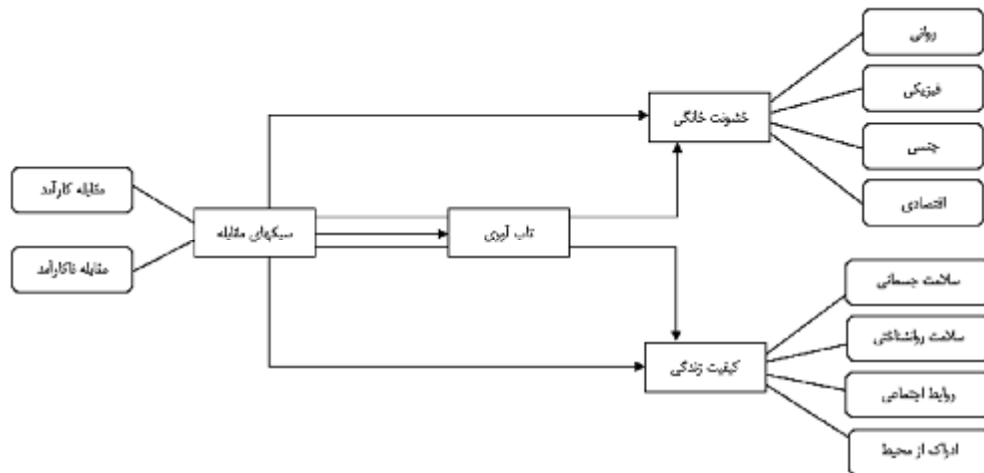 روانی
فیزیکی
خشونت خانگی
جنسی
مقابله کارآمد
اقتصادی
سبکهای مقابله
تاب آوری
مقابله ناکارآمد
سلامت جسمانی
سلامت روانشناختی
کیفیت زندگی
روابط اجتماعی
ادراک از محیط